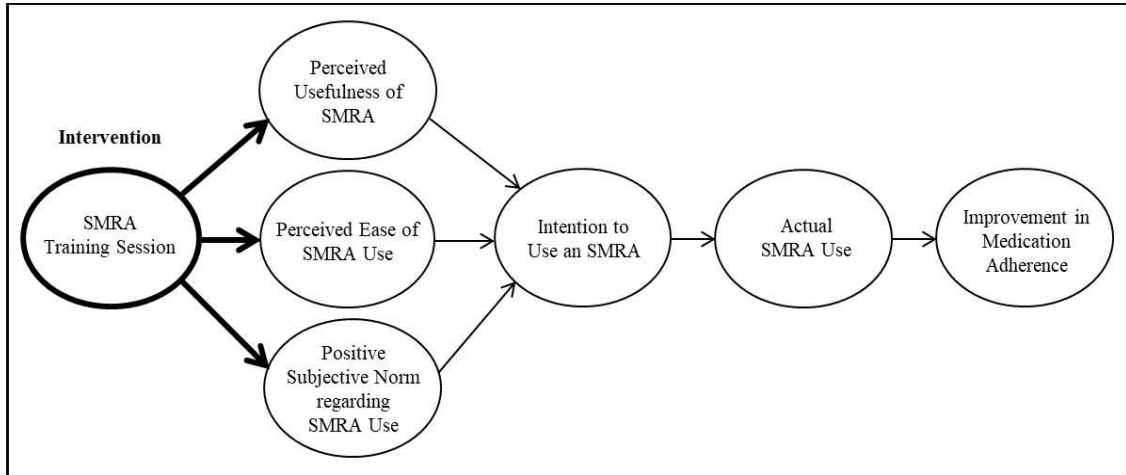 Intervention
SMRA
Training Session
Perceived
Usefulness of
SMRA
Perceived Ease of
SMRA Use
Positive
Subjective Norm
regarding
SMRA Use
Intention to
Use an SMRA
Actual
SMRA Use
Improvement in
Medication
Adherence